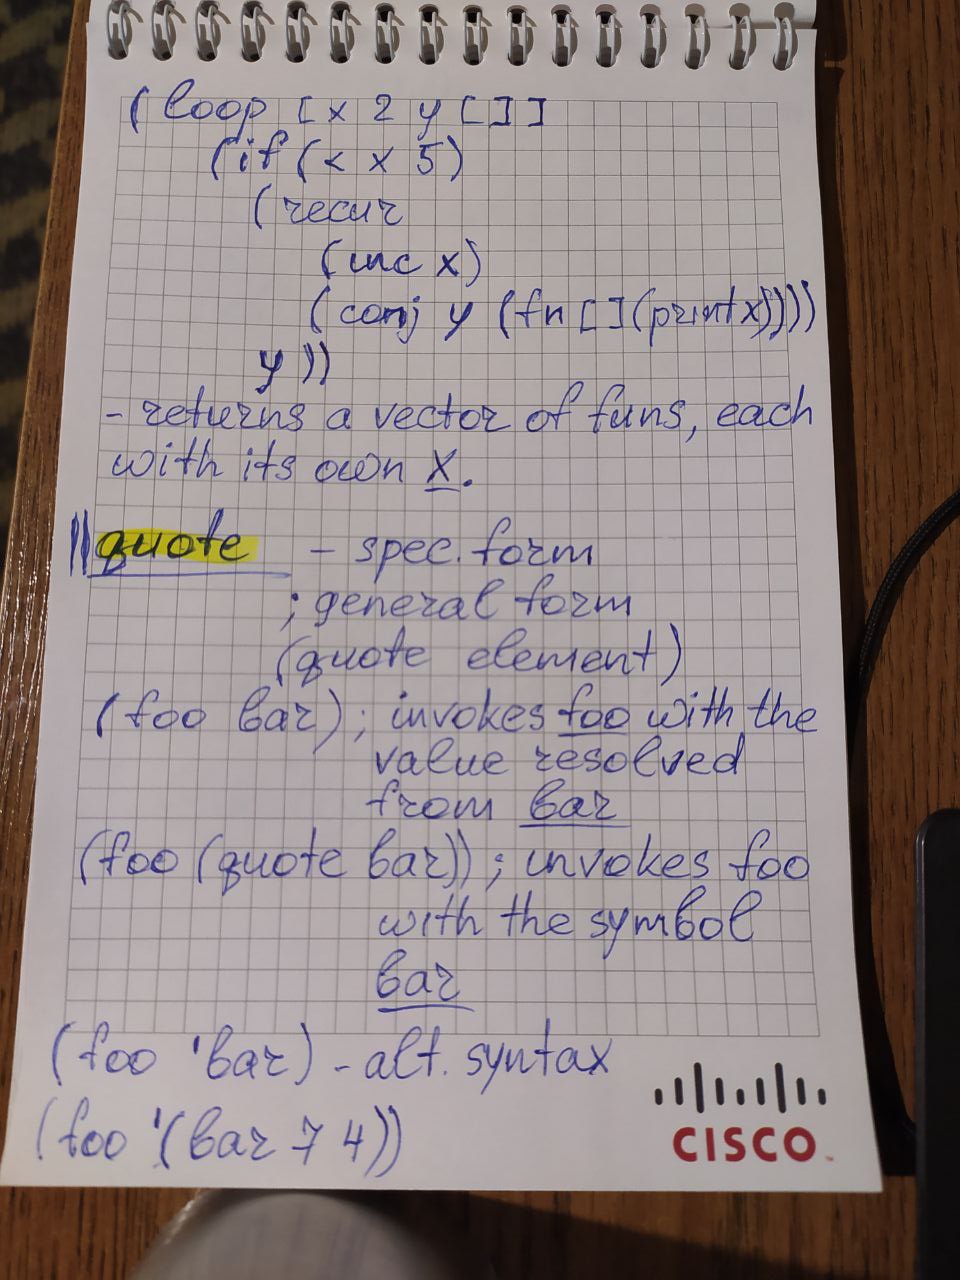 (loop [x 2 y []]
(if (< x 5)
(recur
(inc x)
(conj y (fn [] (print x))))
y))
- returns a vector of funs, each
with its own x.
quote - spec. form
; general form
(quote element)
(foo bar) ; invokes foo with the
value resolved
from bar
(foo (quote bar)) ; invokes foo
with the symbol
bar
(foo 'bar) - alt. syntax
(foo '(bar 7 4))
CISCO